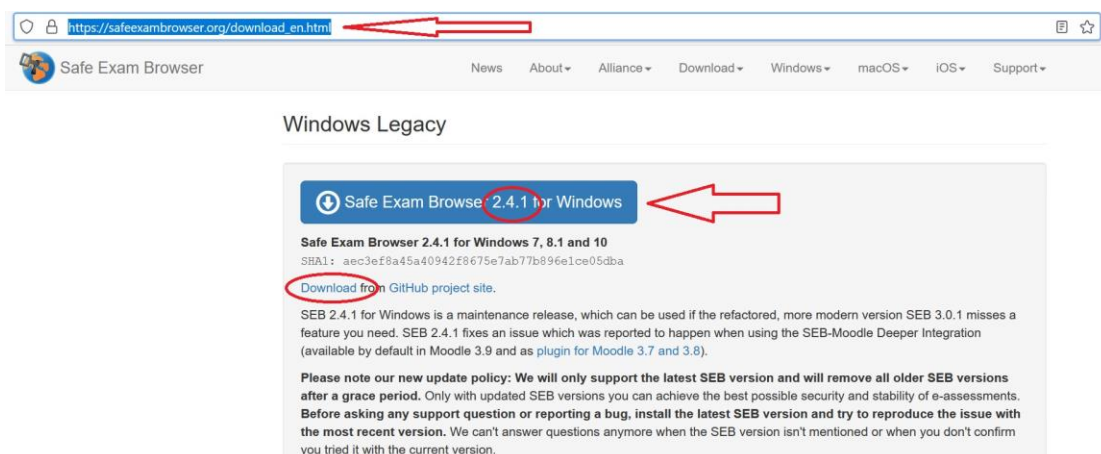 https://safeexambrowser.org/download_en.html
Safe Exam Browser News About Alliance Download Windows macOS iOS Support
Windows Legacy
Safe Exam Browser 2.4.1 for Windows
Safe Exam Browser 2.4.1 for Windows 7, 8.1 and 10
SHA1: aec3ef8a45a40942f8675e7ab77b896e1ce05dba
Download from GitHub project site.
SEB 2.4.1 for Windows is a maintenance release, which can be used if the refactored, more modern version SEB 3.0.1 misses a
feature you need. SEB 2.4.1 fixes an issue which was reported to happen when using the SEB-Moodle Deeper Integration
(available by default in Moodle 3.9 and as plugin for Moodle 3.7 and 3.8).
Please note our new update policy: We will only support the latest SEB version and will remove all older SEB versions
after a grace period. Only with updated SEB versions you can achieve the best possible security and stability of e-assessments.
Before asking any support question or reporting a bug, install the latest SEB version and try to reproduce the issue with
the most recent version. We can't answer questions anymore when the SEB version isn't mentioned or when you don't confirm
you tried it with the current version.